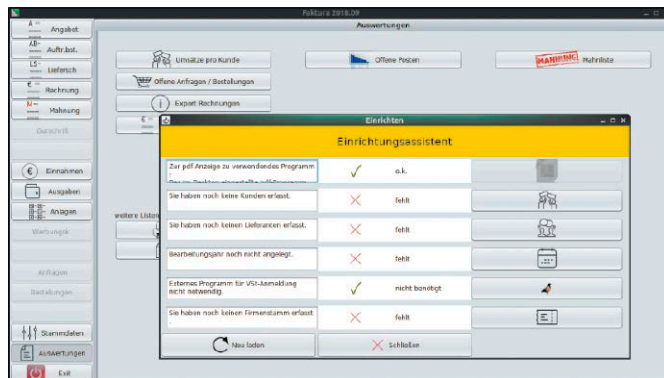 Faktura 2018.09
Auswertungen
Angebot
Auftr.bst.
Liefersch
Rechnung
Mahnung
Gutschrift
Einnahmen
Ausgaben
Anlagen
Anfragen
Bestellungen
Stammdaten
Auswertungen
Exit
Umsätze pro Kunde
Offene Posten
MAHNUNG
Mahnliste
Offene Anfragen / Bestellungen
Export Rechnungen
weitere Listen
Einrichten
Einrichtungsassistent
Zur pdf Anzeige zu verwendendes Programm
:
o.k.
Sie haben noch keine Kunden erfasst.
fehlt
Sie haben noch keinen Lieferanten erfasst.
fehlt
Bearbeitungsjahr noch nicht angelegt.
fehlt
Externes Programm für VSt-Anmeldung
nicht notwendig.
nicht benötigt
Sie haben noch keinen Firmenstamm erfasst
.
fehlt
Neu laden
Schließen